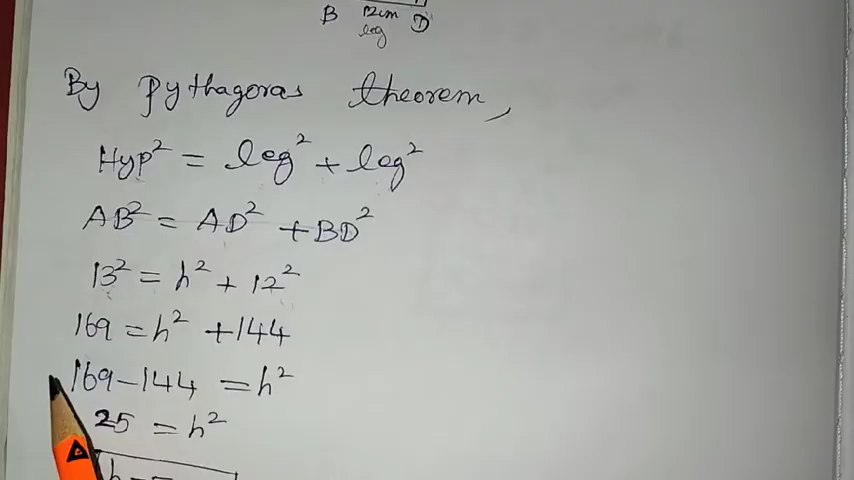 B 12cm D
leg
By pythagoras theorem,
Hyp² = leg² + leg²
AB² = AD² + BD²
13² = h² + 12²
169 = h² + 144
169 - 144 = h²
25 = h²